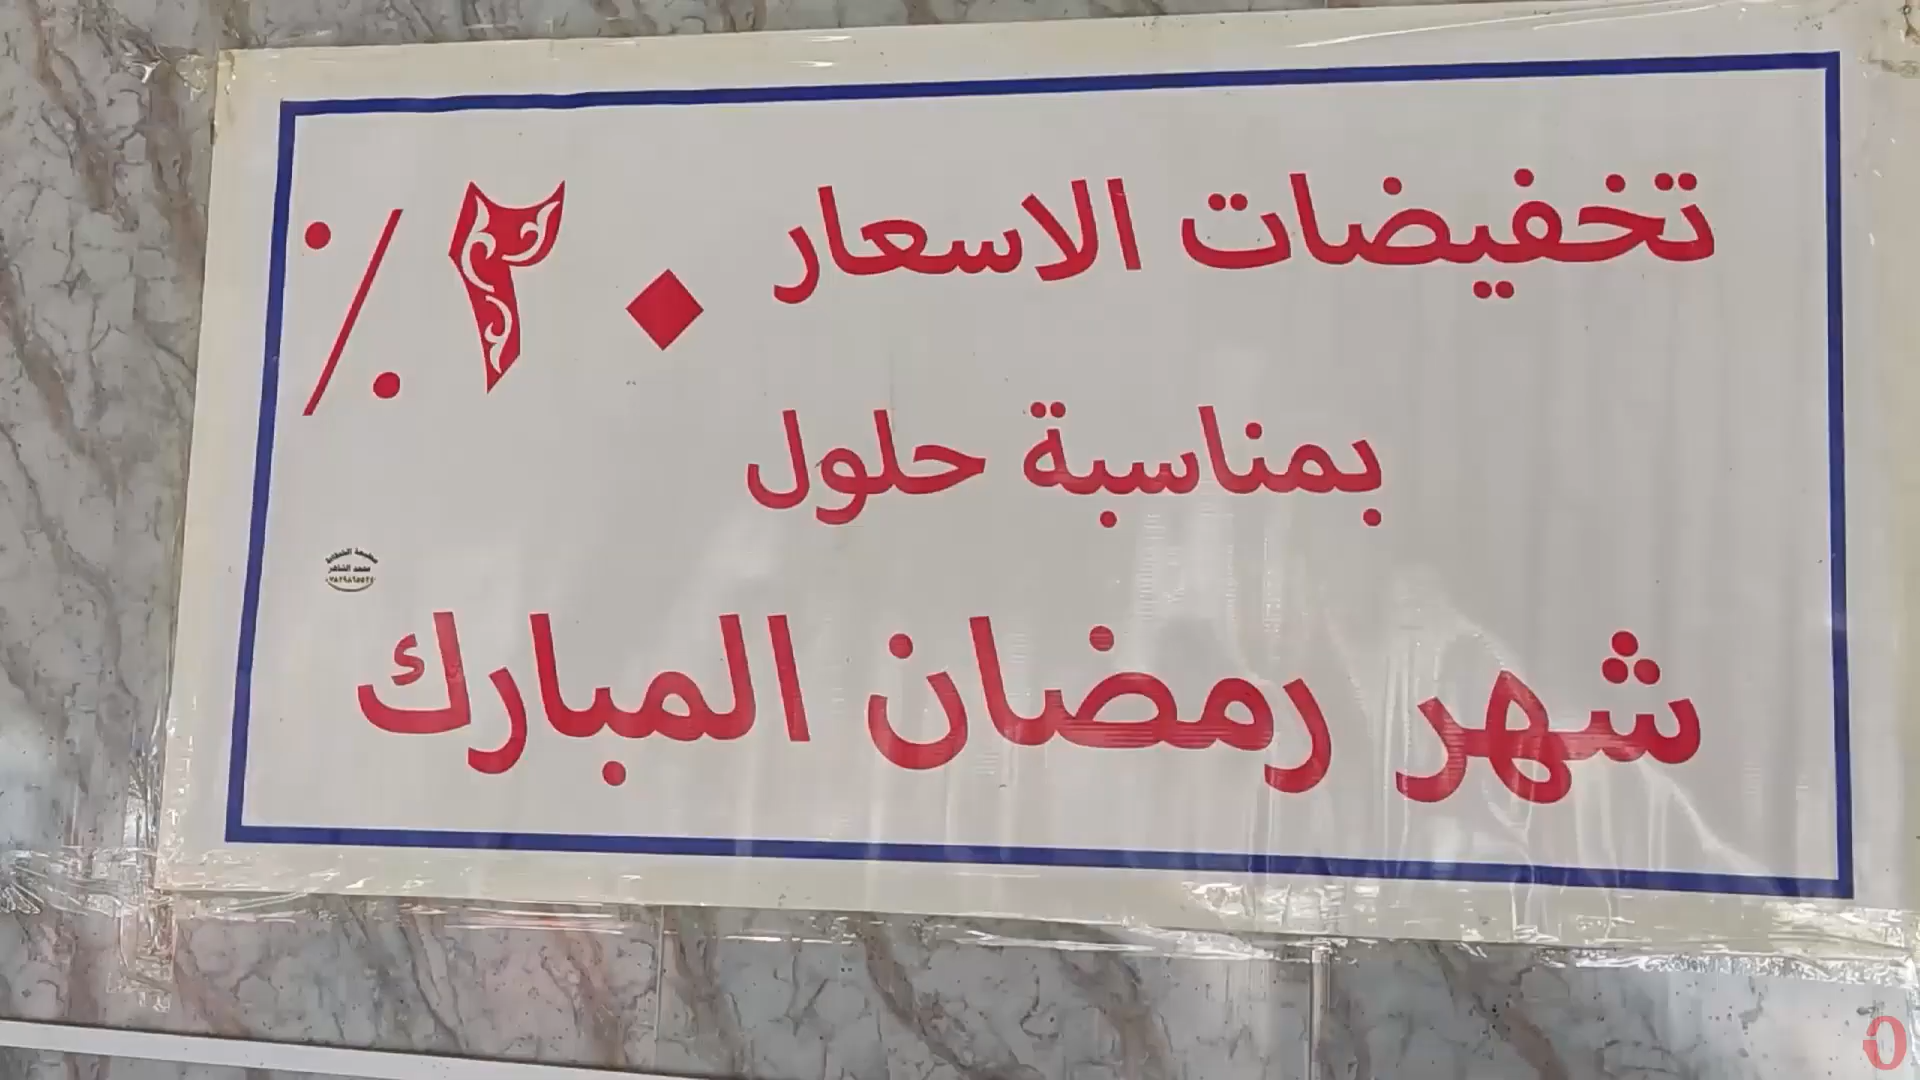 تخفيضات الاسعار ٢٠٪
بمناسبة حلول
شهر رمضان المبارك